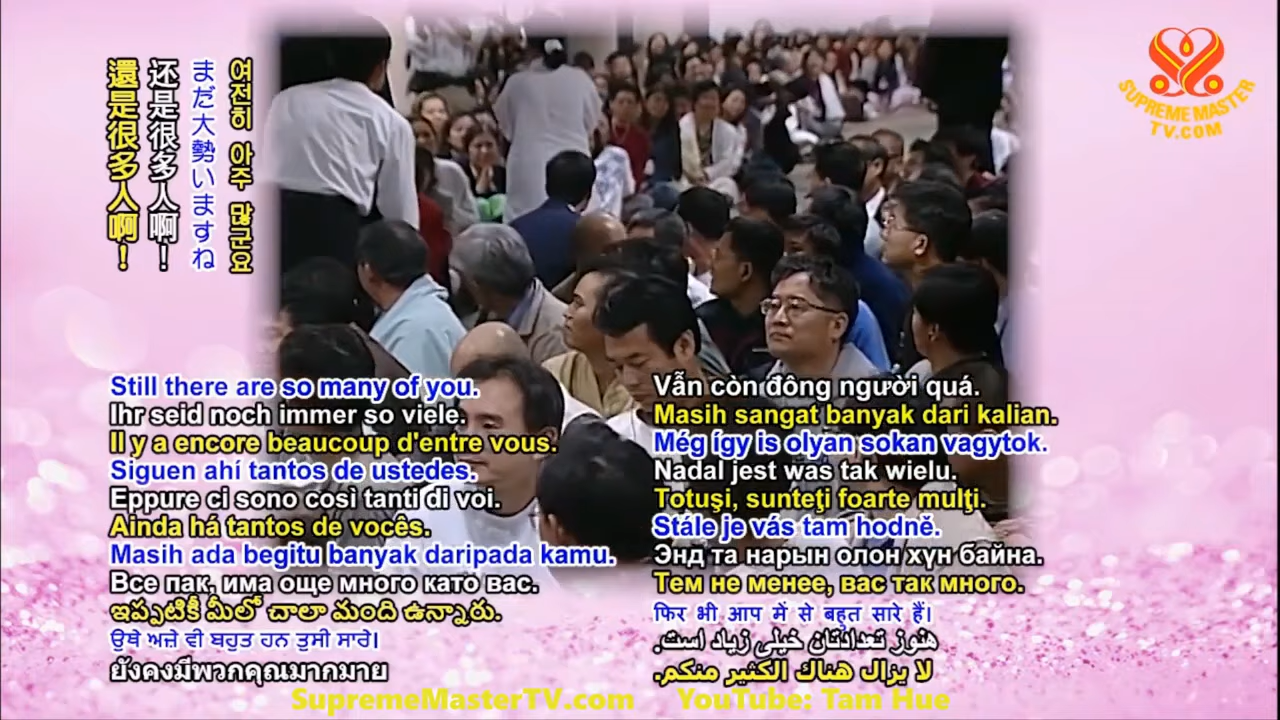 還是很多人啊！
还是很多人啊！
まだ大勢いますね
여전히 아주 많군요
SUPREME MASTER
TV.COM
Still there are so many of you.
Ihr seid noch immer so viele.
Il y a encore beaucoup d'entre vous.
Siguen ahí tantos de ustedes.
Eppure ci sono così tanti di voi.
Ainda há tantos de vocês.
Masih ada begitu banyak daripada kamu.
Все пак, има още много като вас.
ఇప్పటికీ మీలో చాలా మంది ఉన్నారు.
ਉਥੇ ਅਜੇ ਵੀ ਬਹੁਤ ਹਨ ਤੁਸੀ ਸਾਰੇ।
ยังคงมีพวกคุณมากมาย
Vẫn còn đông người quá.
Masih sangat banyak dari kalian.
Még így is olyan sokan vagytok.
Nadal jest was tak wielu.
Totuşi, sunteţi foarte mulţi.
Stále je vás tam hodně.
Энд та нарын олон хүн байна.
Тем не менее, вас так много.
फिर भी आप में से बहुत सारे हैं।
هنوز تعدادتان خیلی زیاد است.
لا يزال هناك الكثير منكم.
SupremeMasterTV.com YouTube: Tam Hue